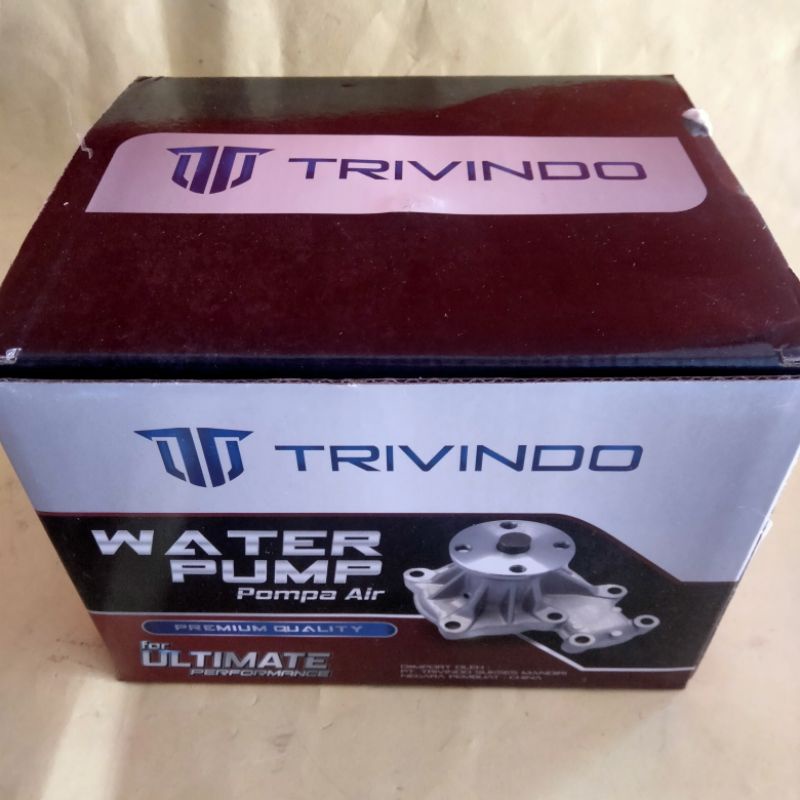 TRIVINDO
TRIVINDO
WATER
PUMP
Pompa Air
PREMIUM QUALITY
for
ULTIMATE
PERFORMANCE
DIIMPORT OLEH :
PT. TRIVINDO SUKSES MANDIRI
NEGARA PEMBUAT : CHINA